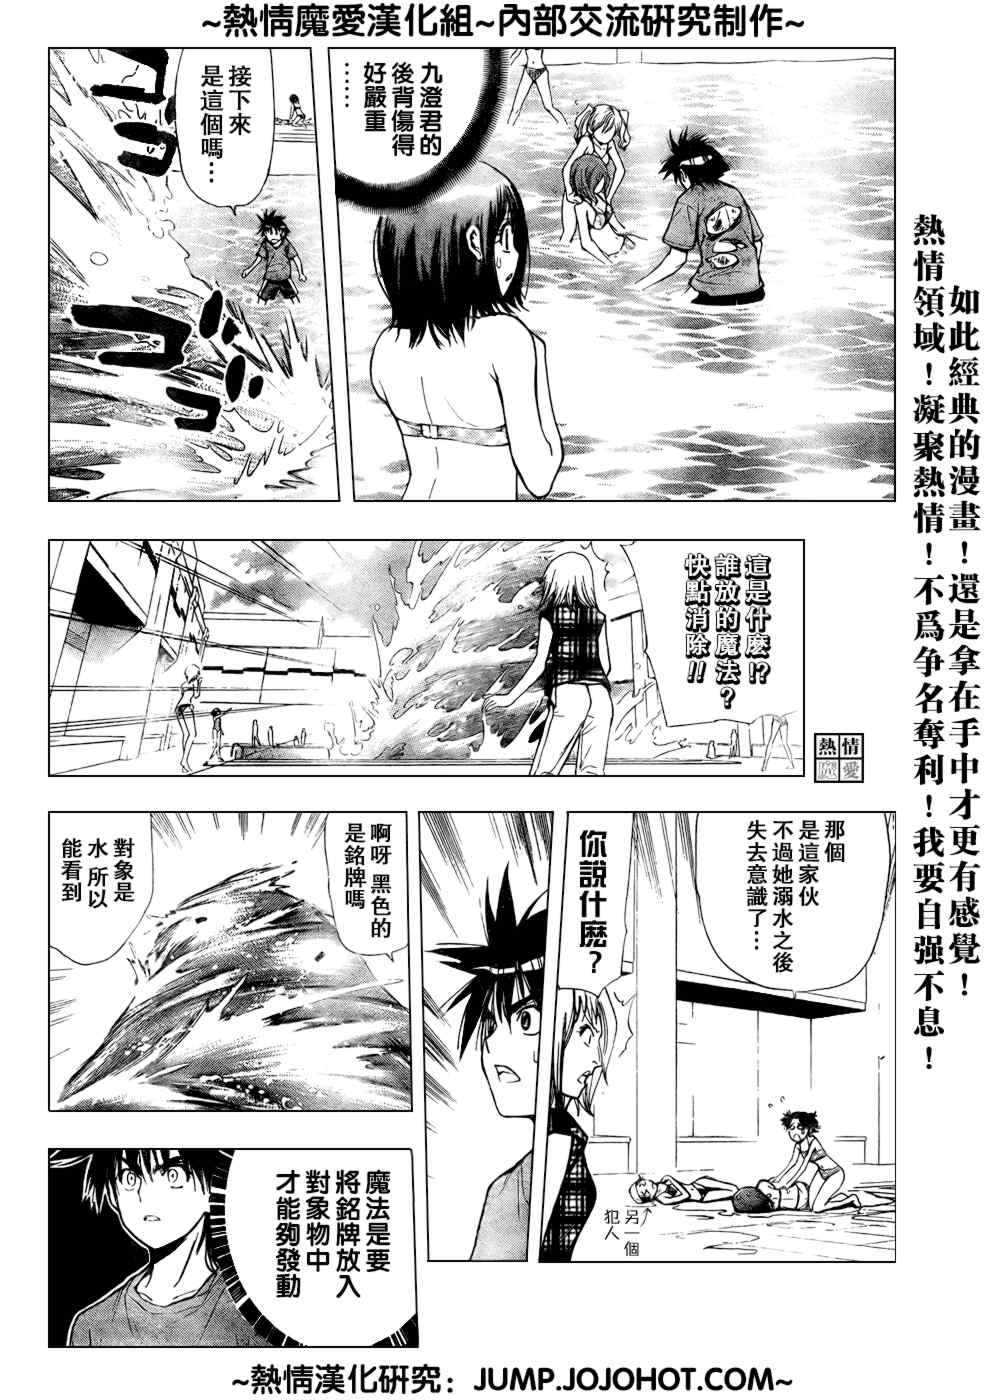 ~熱情魔愛漢化組~內部交流研究制作~
九澄君的
後背傷得
好嚴重
……
接下來
是這個嗎…
ゴゴゴゴ
如此經典的漫畫！還是拿在手中才更有感覺！
熱情領域！凝聚熱情！不爲争名奪利！我要自强不息！
這是什麼!?
誰放的魔法？
快點消除!!
熱情
魔愛
那個
是這家伙
不過她溺水之後
失去意識了…
你說什麽？
另一個
犯人
啊呀 黑色的
是銘牌嗎
對象是
水 所以
能看到
魔法是要
將銘牌放入
對象物中
才能夠發動
~熱情漢化研究：JUMP.JOJOHOT.COM~